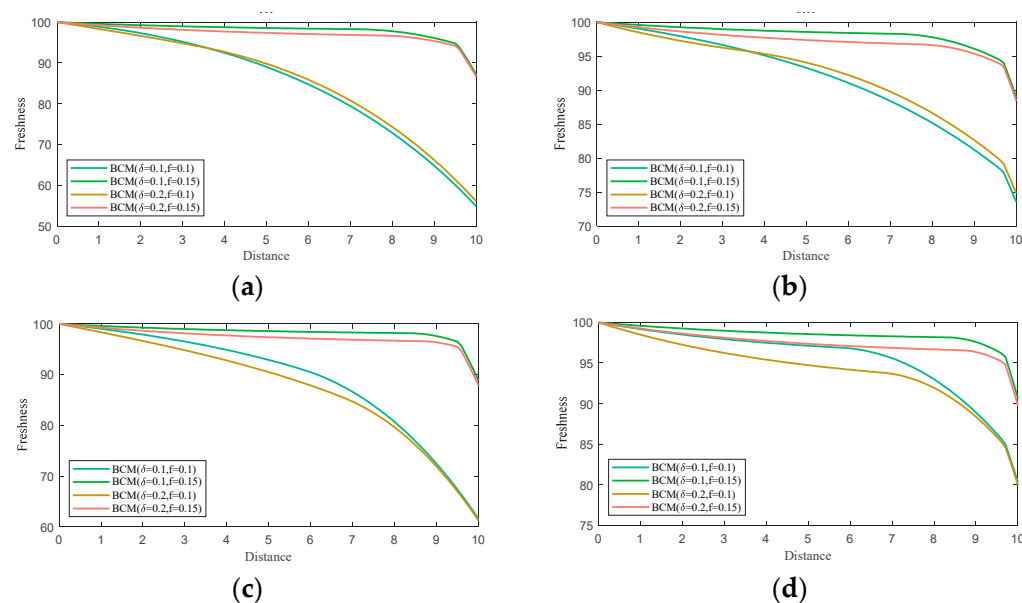 100
90
80
70
60
50
Freshness
BCM(δ=0.1,f=0.1)
BCM(δ=0.1,f=0.15)
BCM(δ=0.2,f=0.1)
BCM(δ=0.2,f=0.15)
0 1 2 3 4 5 6 7 8 9 10
Distance
(a)
100
95
90
85
80
75
70
Freshness
BCM(δ=0.1,f=0.1)
BCM(δ=0.1,f=0.15)
BCM(δ=0.2,f=0.1)
BCM(δ=0.2,f=0.15)
0 1 2 3 4 5 6 7 8 9 10
Distance
(b)
100
90
80
70
60
Freshness
BCM(δ=0.1,f=0.1)
BCM(δ=0.1,f=0.15)
BCM(δ=0.2,f=0.1)
BCM(δ=0.2,f=0.15)
0 1 2 3 4 5 6 7 8 9 10
Distance
(c)
100
95
90
85
80
75
Freshness
BCM(δ=0.1,f=0.1)
BCM(δ=0.1,f=0.15)
BCM(δ=0.2,f=0.1)
BCM(δ=0.2,f=0.15)
0 1 2 3 4 5 6 7 8 9 10
Distance
(d)